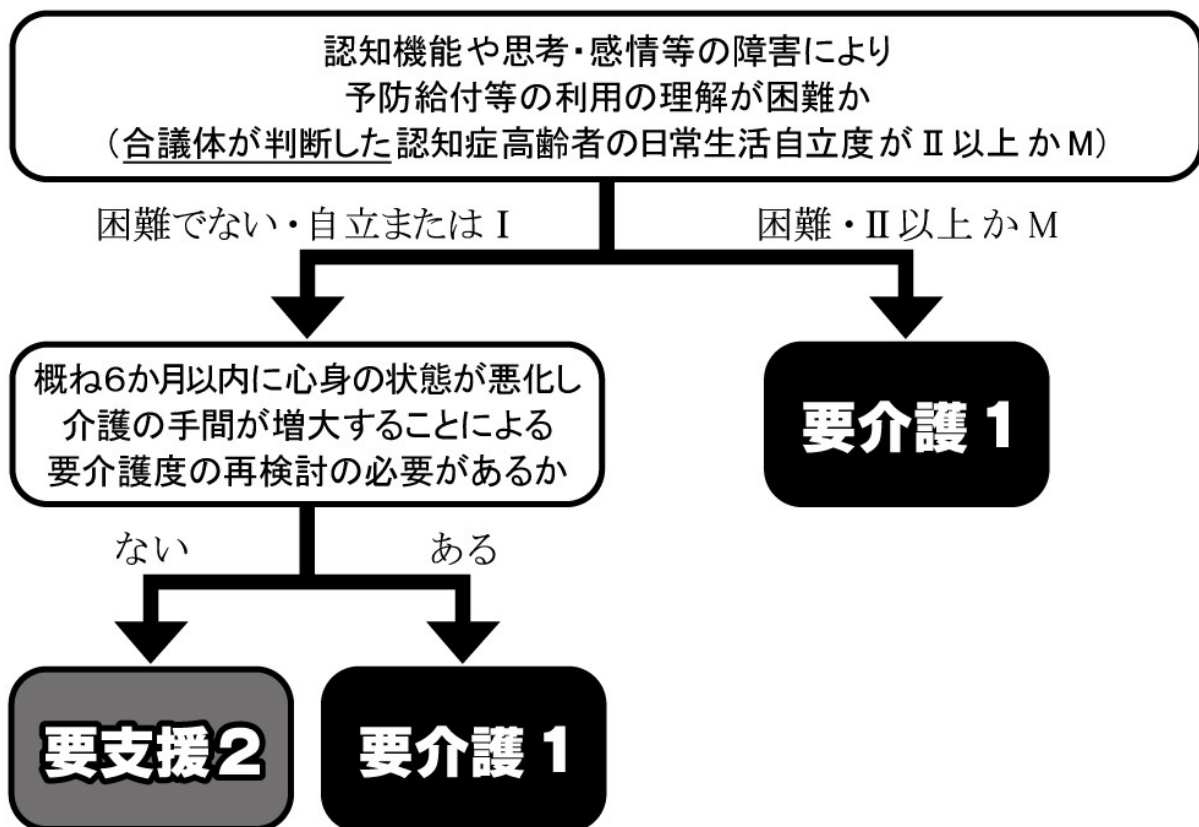 認知機能や思考・感情等の障害により
予防給付等の利用の理解が困難か
(合議体が判断した認知症高齢者の日常生活自立度がⅡ以上かM)
困難でない・自立またはⅠ
困難・Ⅱ以上かM
概ね6か月以内に心身の状態が悪化し
介護の手間が増大することによる
要介護度の再検討の必要があるか
要介護1
ない
ある
要支援2
要介護1